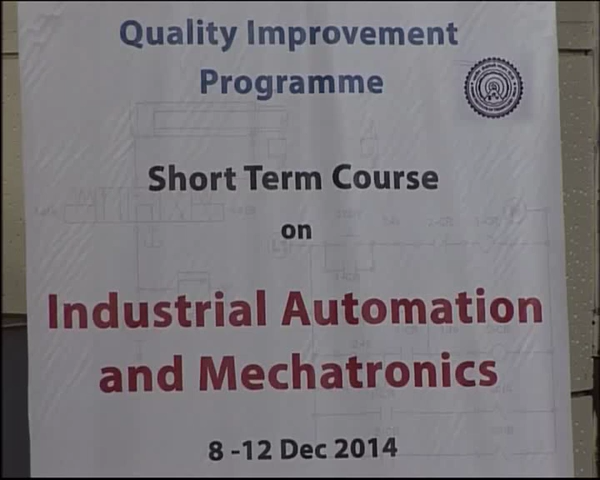 Quality Improvement
Programme
Short Term Course
on
Industrial Automation
and Mechatronics
8 -12 Dec 2014